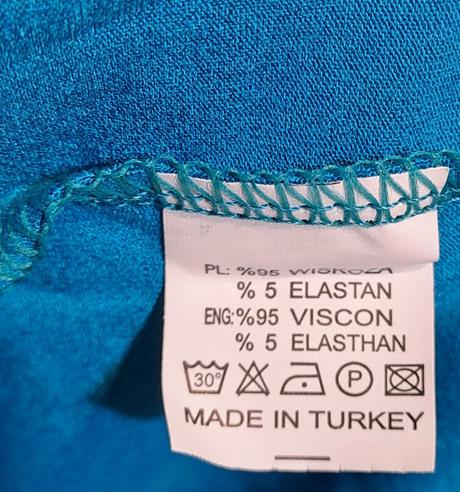 PL: %95 WISKOZA
% 5 ELASTAN
ENG:%95 VISCON
% 5 ELASTHAN
30° P
MADE IN TURKEY